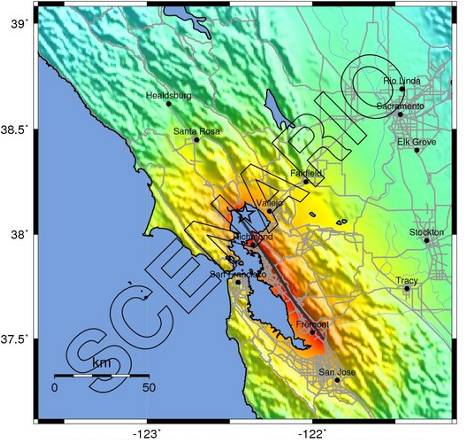 39°
Rio Linda
Healdsburg
Sacramento
38.5°
Santa Rosa
Elk Grove
Fairfield
Vallejo
38°
Richmond
Stockton
San Francisco
Tracy
37.5°
Fremont
km
San Jose
0 50
SCENARIO
-123° -122°